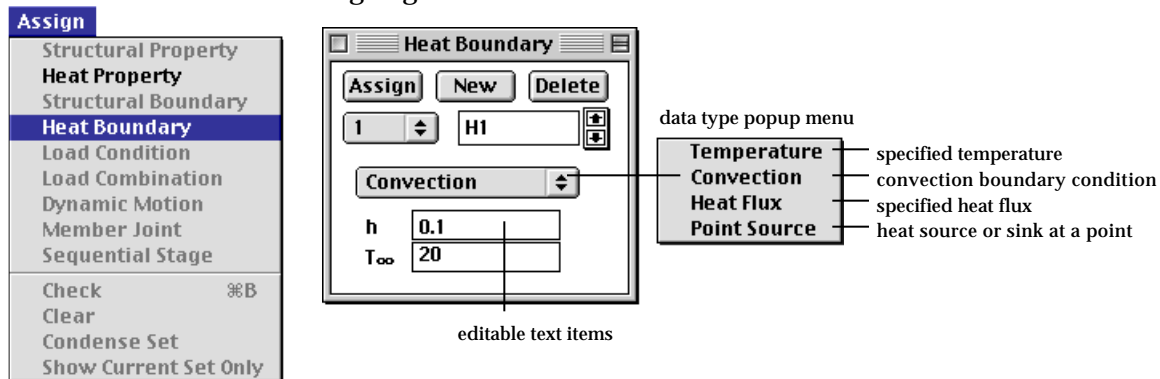 Assign
Structural Property
Heat Property
Structural Boundary
Heat Boundary
Load Condition
Load Combination
Dynamic Motion
Member Joint
Sequential Stage
Check ⌘B
Clear
Condense Set
Show Current Set Only
Heat Boundary
Assign New Delete
1 H1
Convection
h 0.1
T∞ 20
editable text items
data type popup menu
Temperature specified temperature
Convection convection boundary condition
Heat Flux specified heat flux
Point Source heat source or sink at a point